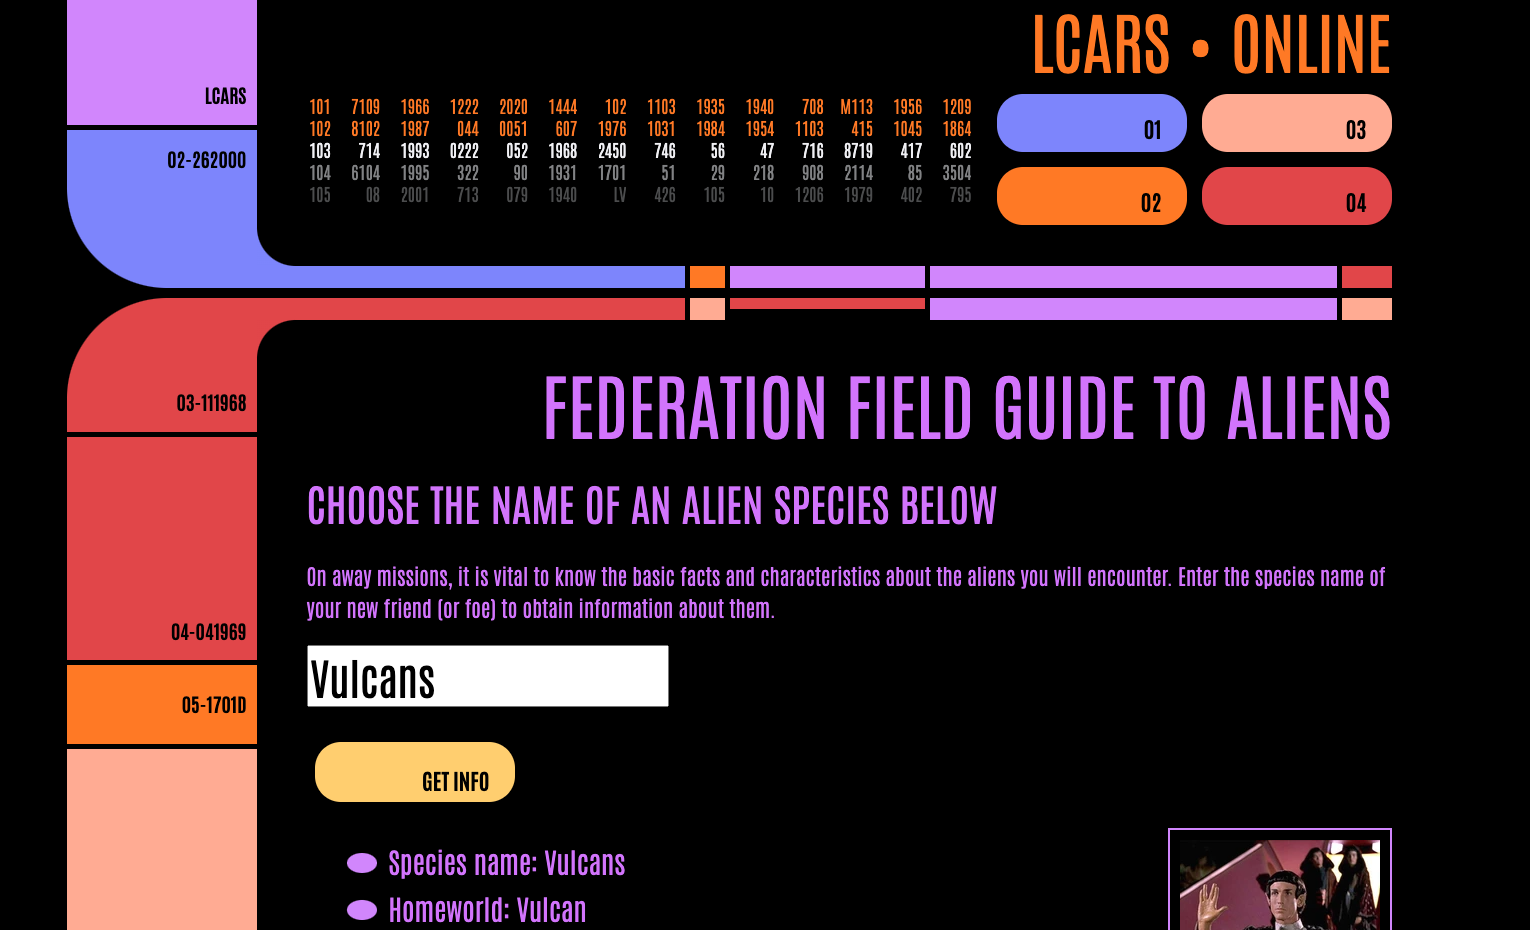 LCARS • ONLINE
LCARS
02-262000
101 7109 1966 1222 2020 1444 102 1103 1935 1940 708 M113 1956 1209
102 8102 1987 044 0051 607 1976 1031 1984 1954 1103 415 1045 1864
103 714 1993 0222 052 1968 2450 746 56 47 716 8719 417 602
104 6104 1995 322 90 1931 1701 51 29 218 908 2114 85 3504
105 08 2001 713 079 1940 LV 426 105 10 1206 1979 402 795
01
03
02
04
03-111968
04-041969
05-1701D
FEDERATION FIELD GUIDE TO ALIENS
CHOOSE THE NAME OF AN ALIEN SPECIES BELOW
On away missions, it is vital to know the basic facts and characteristics about the aliens you will encounter. Enter the species name of
your new friend (or foe) to obtain information about them.
Vulcans
GET INFO
Species name: Vulcans
Homeworld: Vulcan